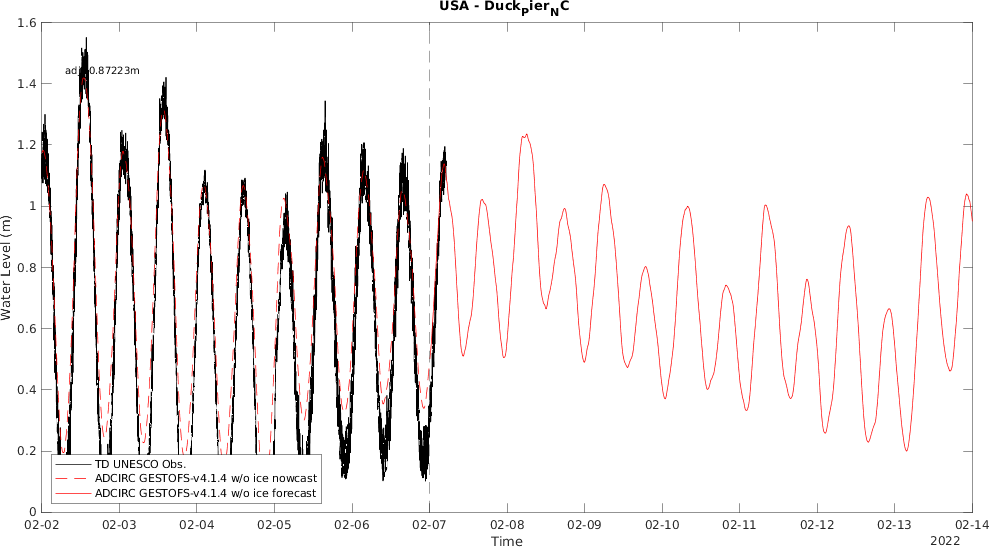 USA - DuckPierNC
1.6
1.4
1.2
1
0.8
0.6
0.4
0.2
0
Water Level (m)
0.87223m
TD UNESCO Obs.
ADCIRC GESTOFS-v4.1.4 w/o ice nowcast
ADCIRC GESTOFS-v4.1.4 w/o ice forecast
02-02 02-03 02-04 02-05 02-06 02-07 02-08 02-09 02-10 02-11 02-12 02-13 02-14
Time
2022